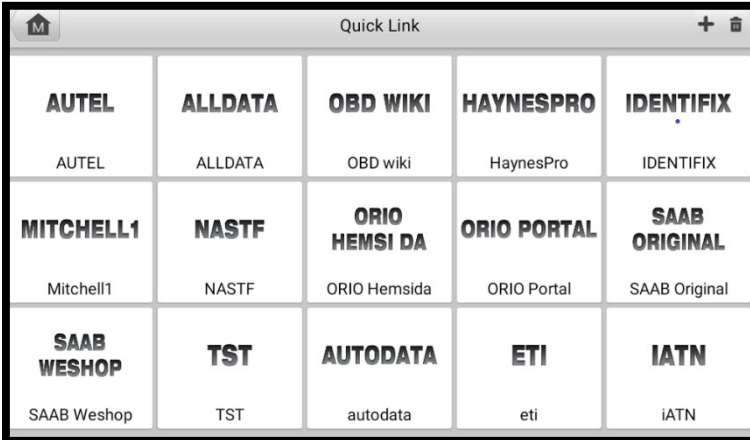 M
Quick Link
AUTEL
ALLDATA
OBD WIKI
HAYNESPRO
IDENTIFIX
AUTEL
ALLDATA
OBD wiki
HaynesPro
IDENTIFIX
MITCHELL1
NASTF
ORIO
HEMSI DA
ORIO PORTAL
SAAB
ORIGINAL
Mitchell1
NASTF
ORIO Hemsida
ORIO Portal
SAAB Original
SAAB
WESHOP
TST
AUTODATA
ETI
IATN
SAAB Weshop
TST
autodata
eti
iATN